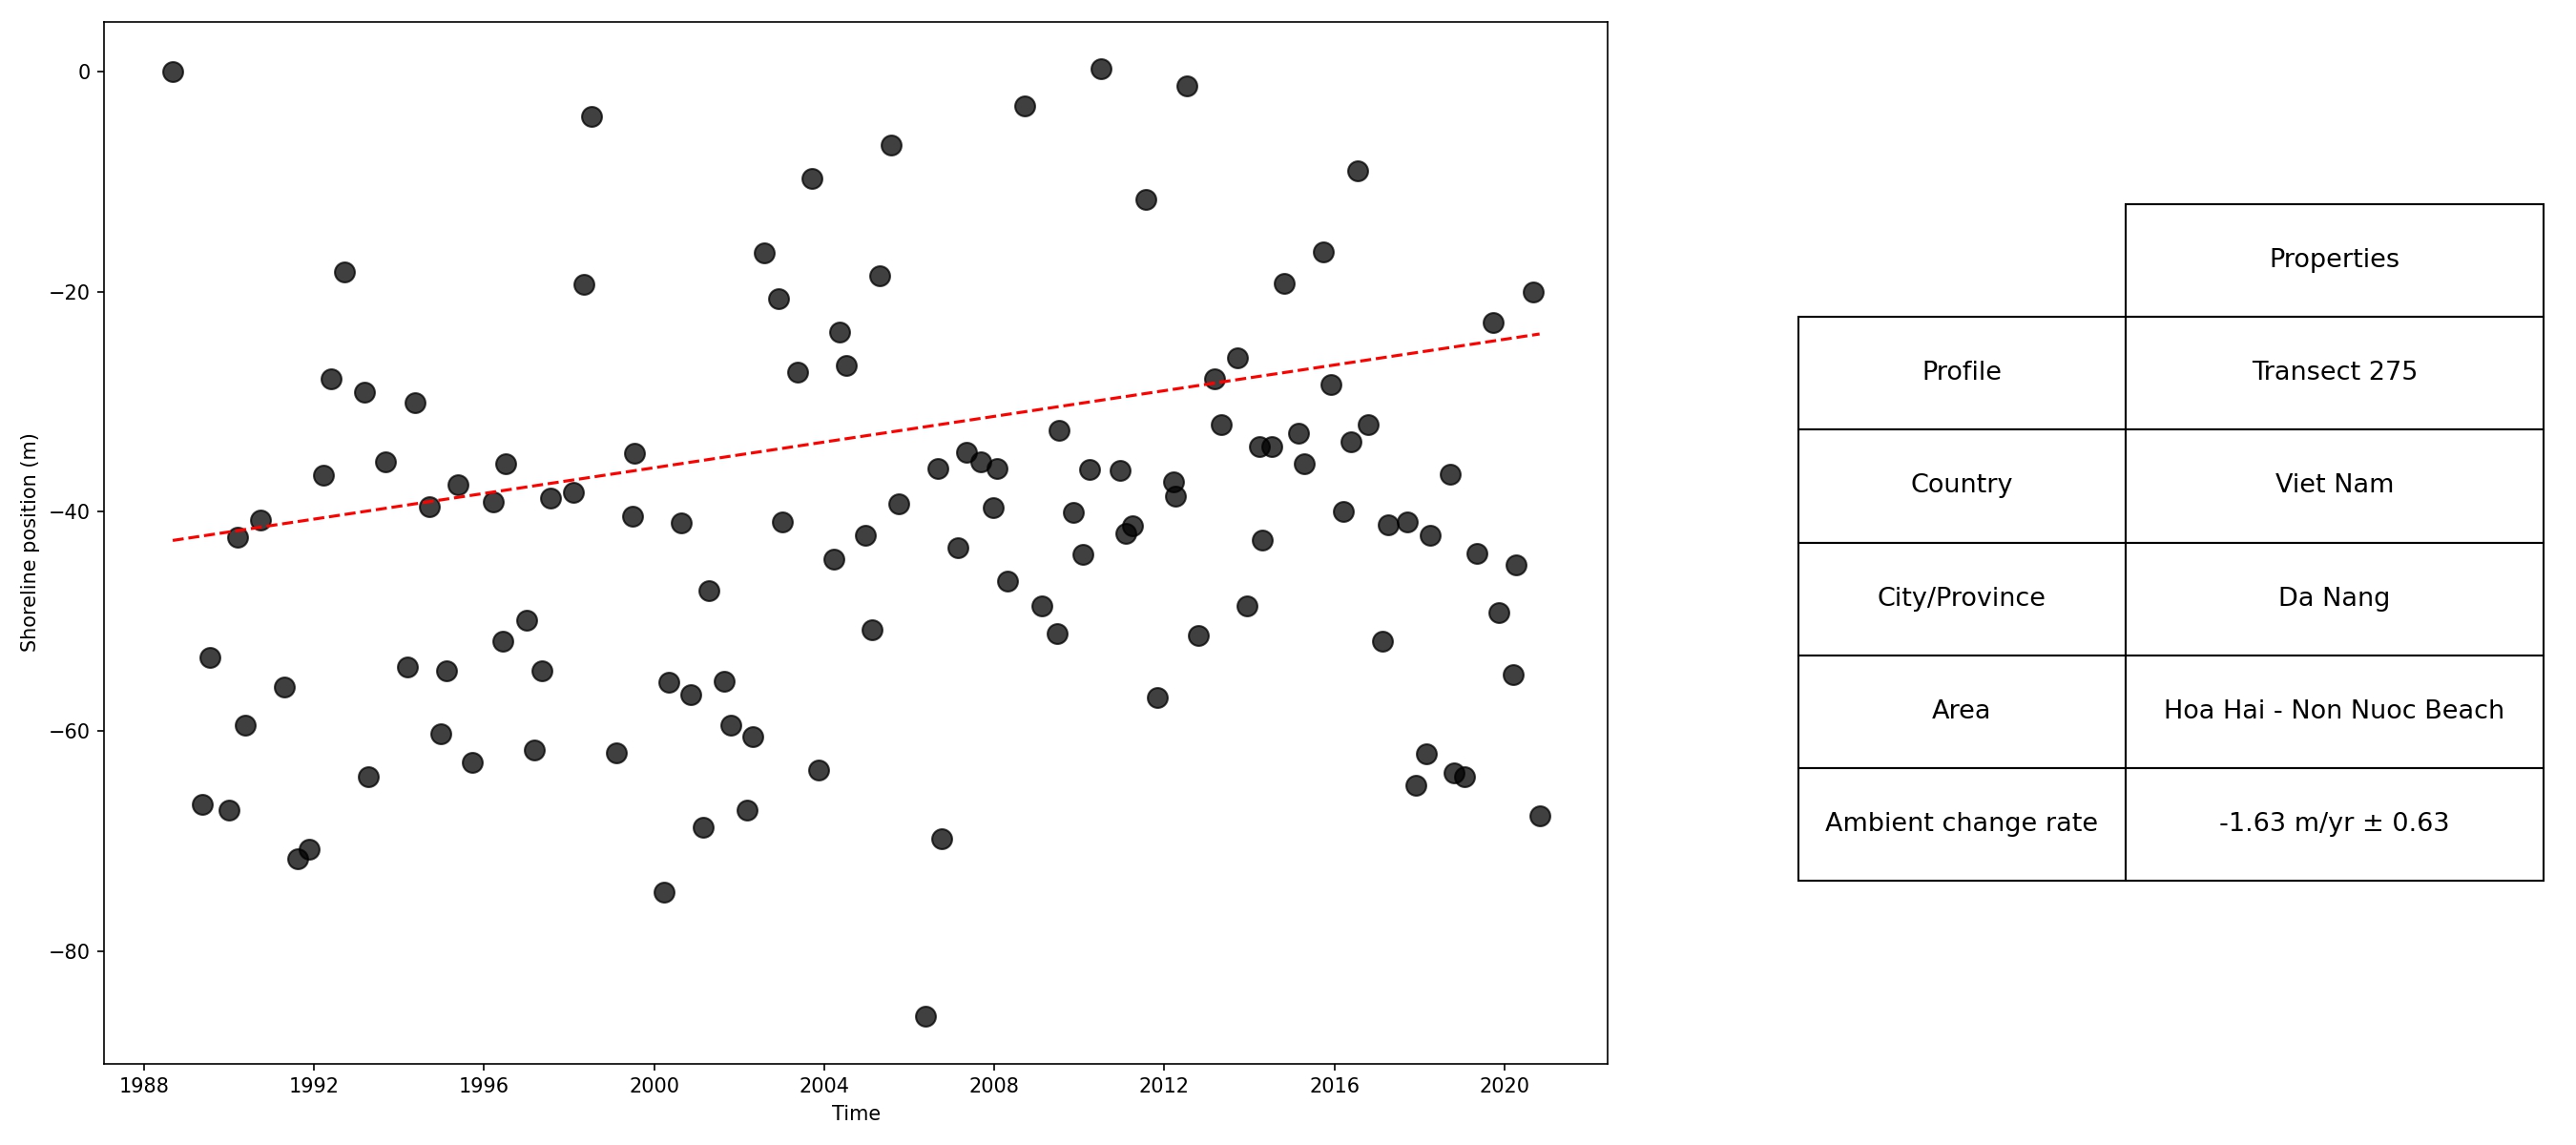 0
−20
−40
−60
−80
Shoreline position (m)
1988 1992 1996 2000 2004 2008 2012 2016 2020
Time
Properties
Profile Transect 275
Country Viet Nam
City/Province Da Nang
Area Hoa Hai - Non Nuoc Beach
Ambient change rate -1.63 m/yr ± 0.63